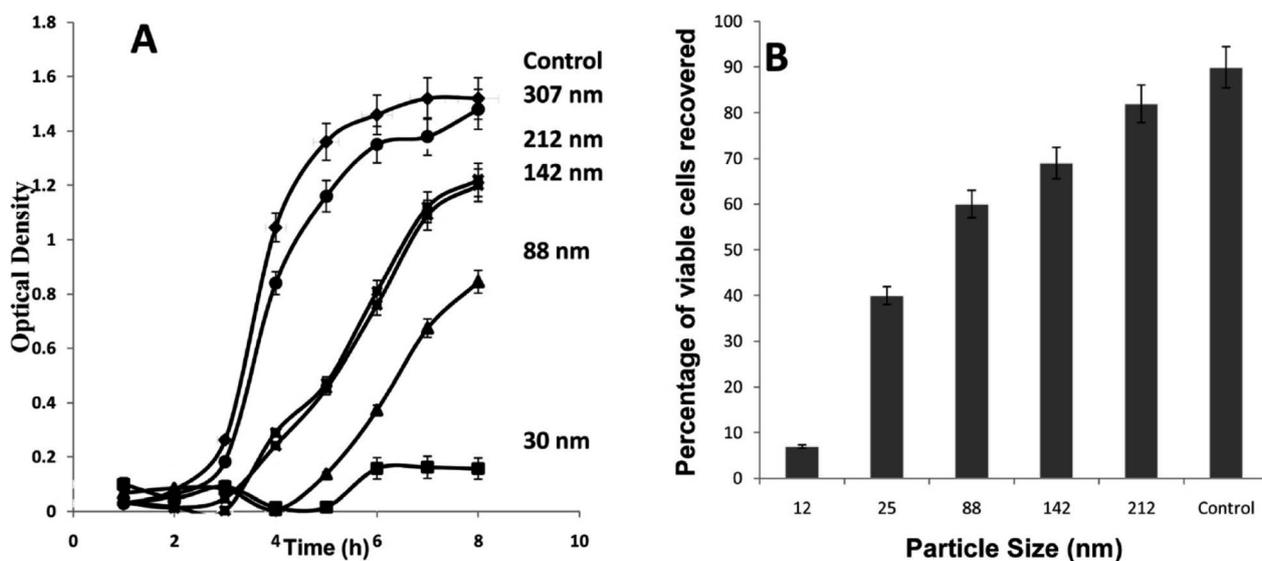 A
Optical Density
1.8
1.6
1.4
1.2
1
0.8
0.6
0.4
0.2
0
0 2 4 6 8 10
Time (h)
Control
307 nm
212 nm
142 nm
88 nm
30 nm
B
Percentage of viable cells recovered
100
90
80
70
60
50
40
30
20
10
0
12 25 88 142 212 Control
Particle Size (nm)